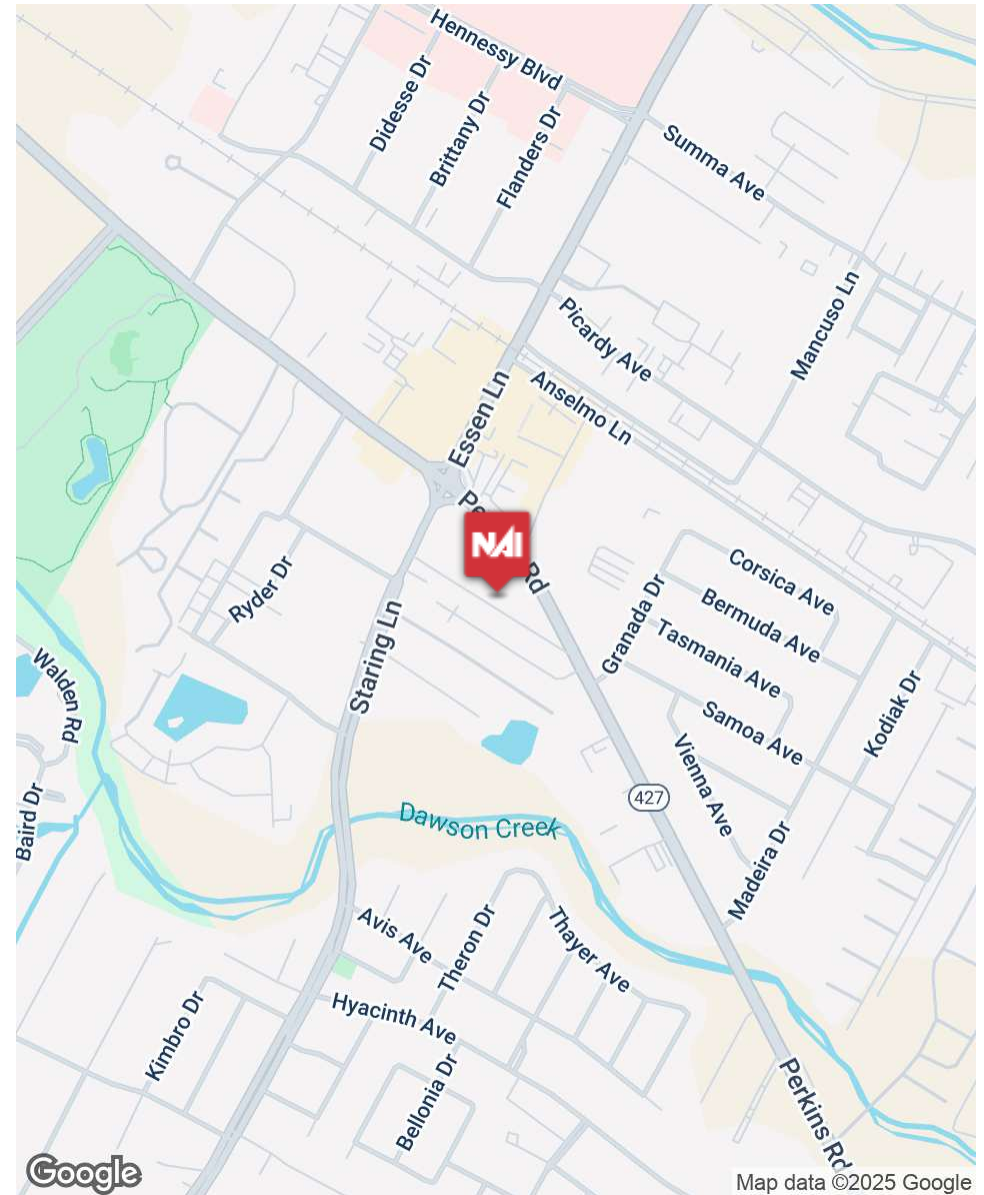 Hennessy Blvd
Didesse Dr
Brittany Dr
Flanders Dr
Summa Ave
Mancuso Ln
Picardy Ave
Anselmo Ln
Essen Ln
Pe
NAI
Rd
Corsica Ave
Bermuda Ave
Granada Dr
Tasmania Ave
Ryder Dr
Staring Ln
Samoa Ave
Kodiak Dr
Walden Rd
Vienna Ave
427
Baird Dr
Dawson Creek
Madeira Dr
Avis Ave
Theron Dr
Thayer Ave
Kimbro Dr
Hyacinth Ave
Bellonia Dr
Perkins Rd
Google
Map data ©2025 Google